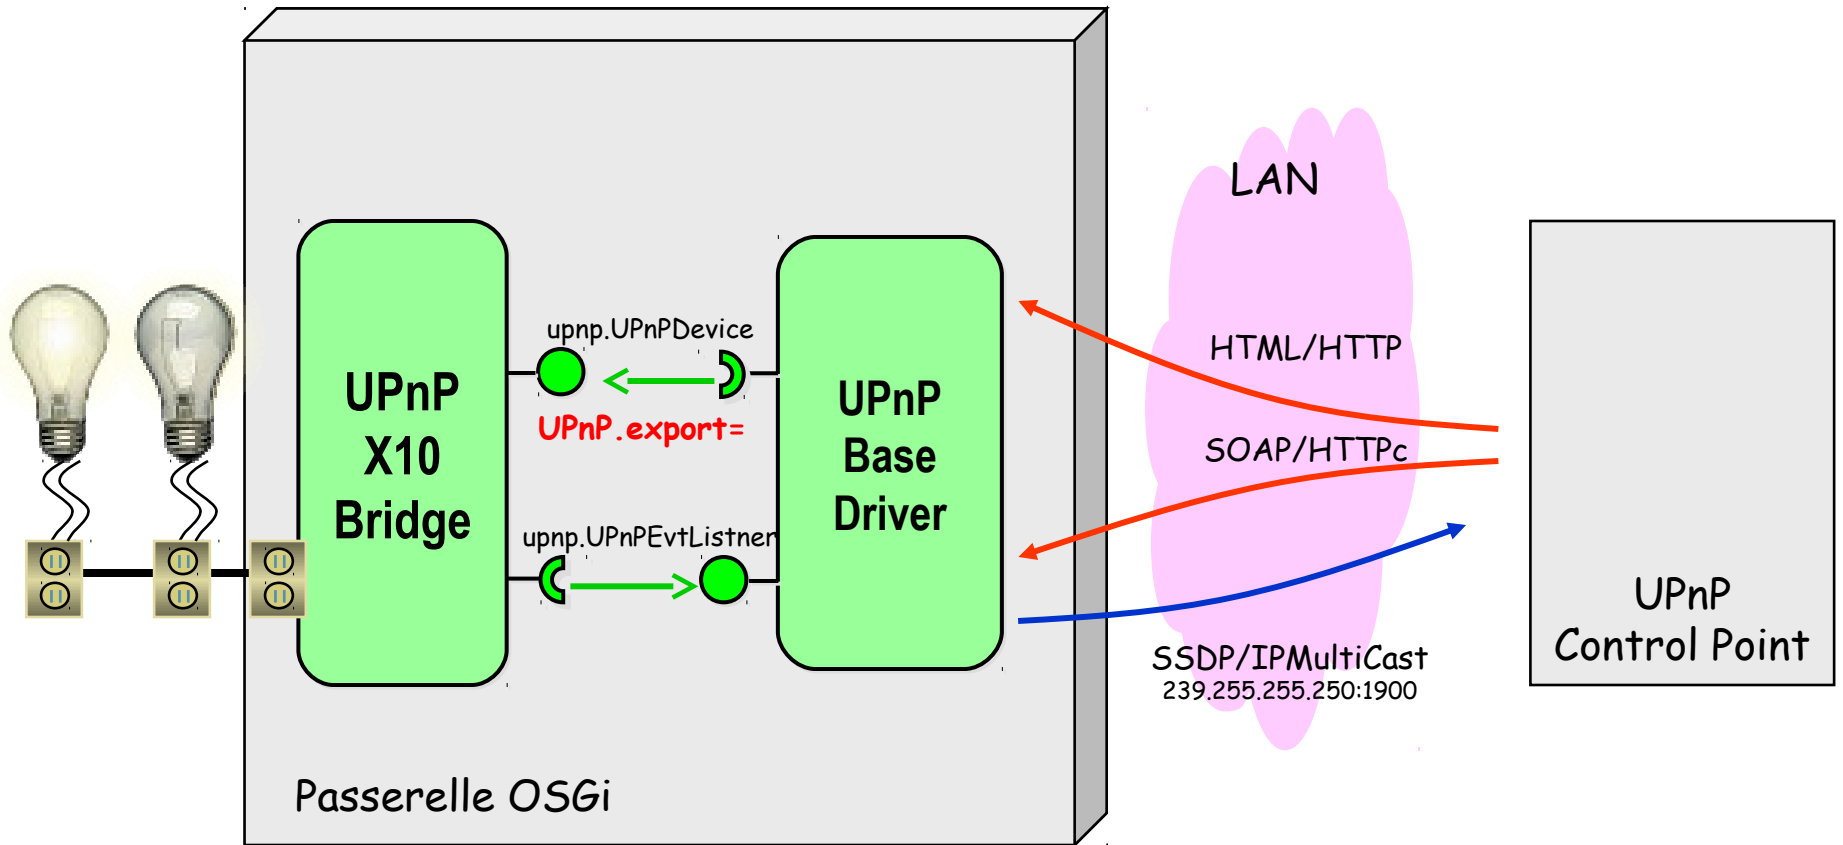 LAN
upnp.UPnPDevice
HTML/HTTP
UPnP
X10
Bridge
UPnP.export=
UPnP
Base
Driver
SOAP/HTTPc
upnp.UPnPEvtListner
UPnP
Control Point
SSDP/IPMultiCast
239.255.255.250:1900
Passerelle OSGi